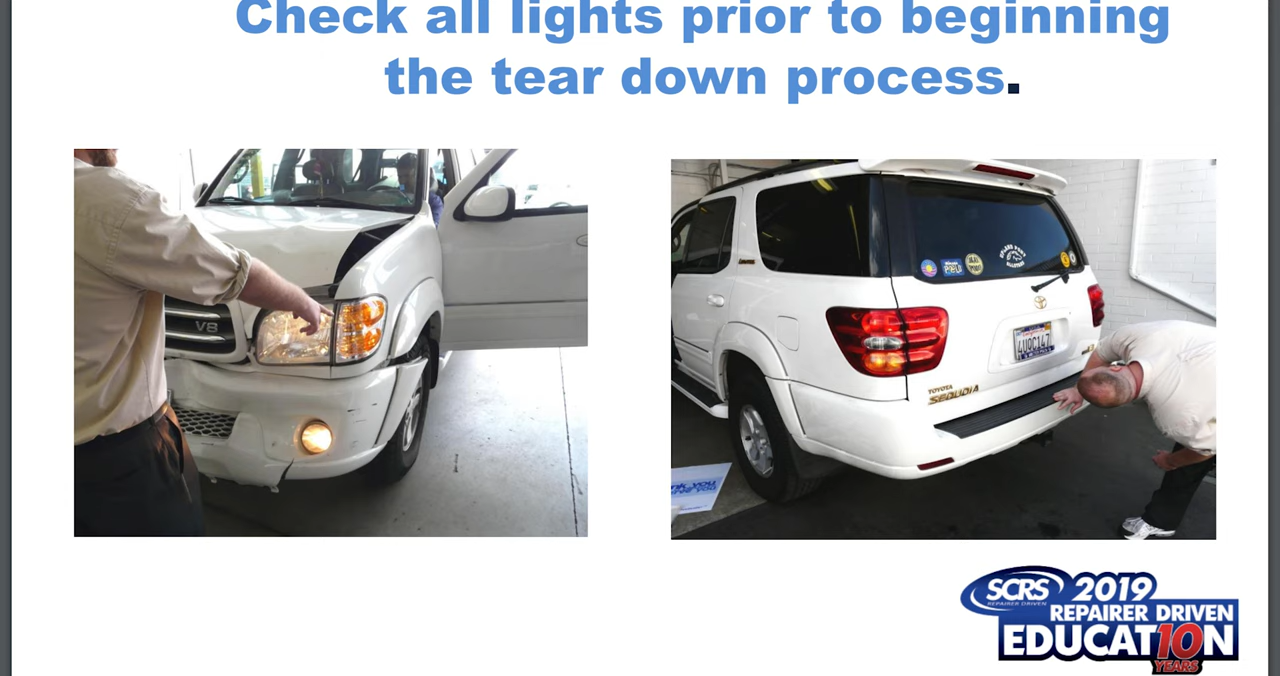 Check all lights prior to beginning
the tear down process.
V8
TOYOTA
SEQUOIA
SCRS
REPAIRER DRIVEN
2019
REPAIRER DRIVEN
EDUCAT10N
YEARS